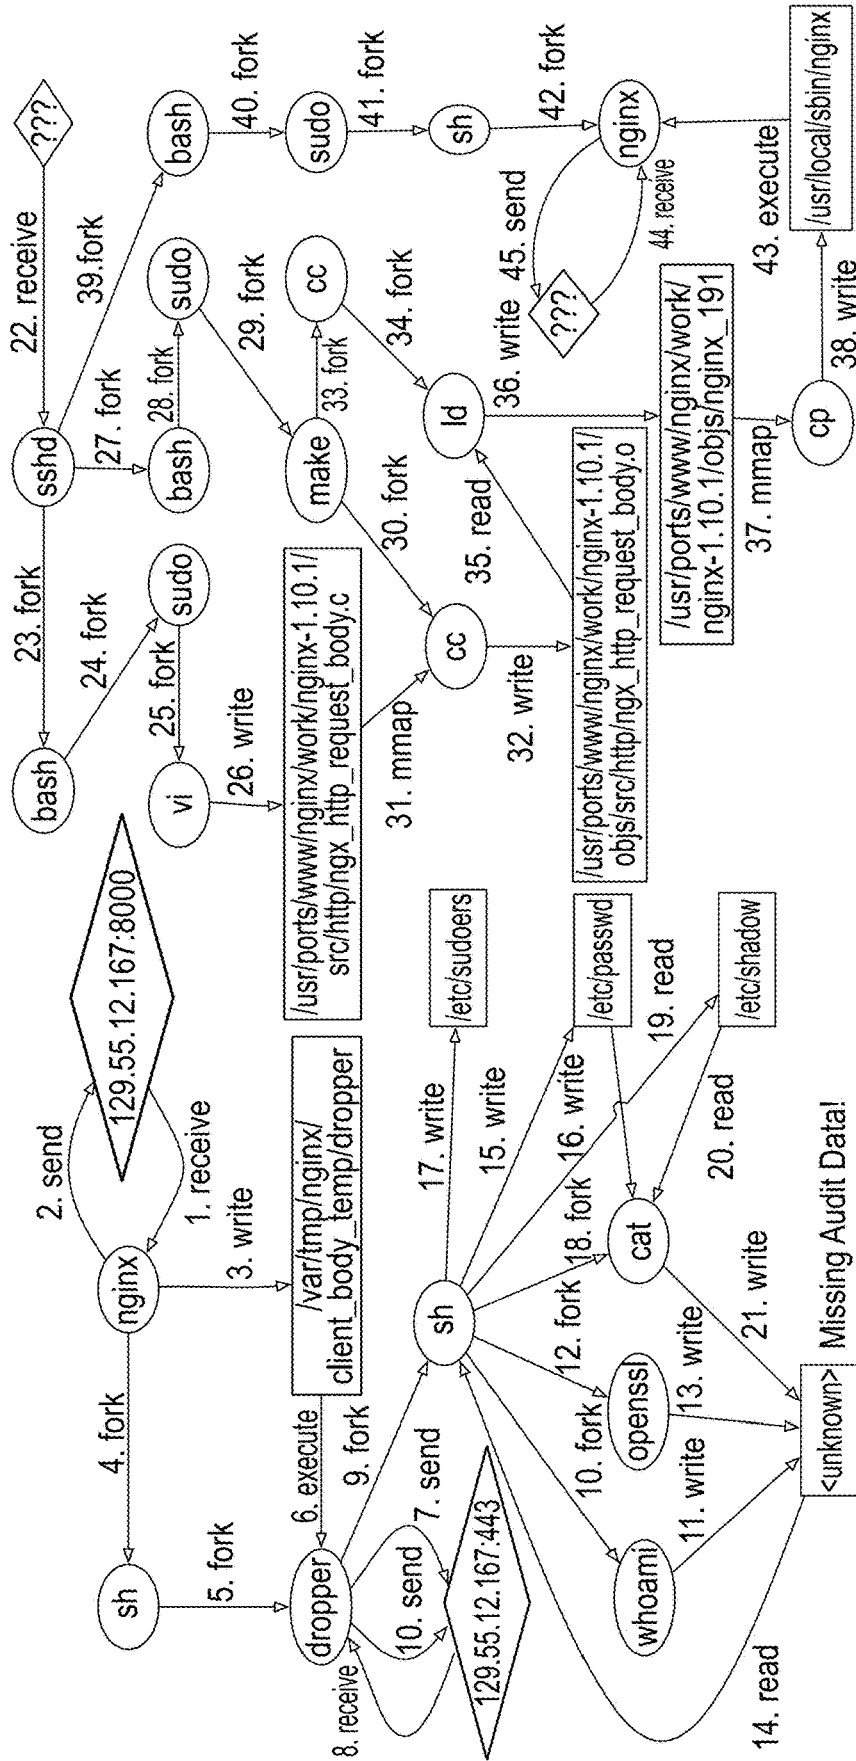 sh
4. fork
nginx
2. send
129.55.12.167:8000
1. receive
3. write
5. fork
/var/tmp/nginx/
client_body_temp/dropper
6. execute
dropper
9. fork
7. send
10. send
8. receive
129.55.12.167:443
sh
17. write
/etc/sudoers
15. write
/etc/passwd
16. write
19. read
/etc/shadow
18. fork
12. fork
10. fork
cat
20. read
openssl
whoami
13. write
11. write
21. write
14. read
<unknown>
Missing Audit Data!
bash
23. fork
sshd
22. receive
???
24. fork
27. fork
39.fork
vi
25. fork
sudo
bash
28. fork
sudo
bash
26. write
29. fork
40. fork
/usr/ports/www/nginx/work/nginx-1.10.1/
src/http/ngx_http_request_body.c
make
33. fork
cc
sudo
31. mmap
30. fork
34. fork
41. fork
cc
ld
sh
32. write
35. read
36. write
45. send
42. fork
/usr/ports/www/nginx/work/nginx-1.10.1/
objs/src/http/ngx_http_request_body.o
???
nginx
44. receive
/usr/ports/www/nginx/work/
nginx-1.10.1/objs/nginx_191
37. mmap
43. execute
cp
38. write
/usr/local/sbin/nginx